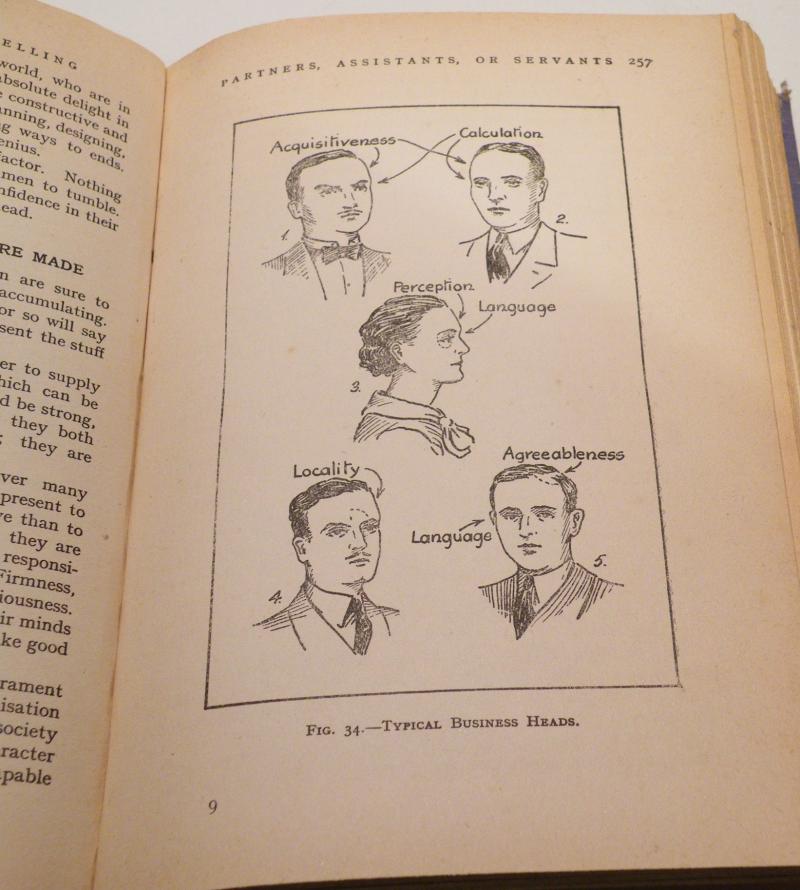 ELLING
world, who are in
absolute delight in
constructive and
nning, designing,
ways to ends.
enius.
factor. Nothing
men to tumble.
nfidence in their
ead.
RE MADE
n are sure to
accumulating.
or so will say
sent the stuff
er to supply
hich can be
d be strong,
they both
; they are
ver many
present to
ve than to
they are
responsi-
Firmness,
iousness.
ir minds
ke good
rament
isation
society
racter
pable
PARTNERS, ASSISTANTS, OR SERVANTS 257
Acquisitiveness Calculation
1. 2.
Perception
Language
3.
Locality Agreeableness
Language
4. 5.
FIG. 34.—TYPICAL BUSINESS HEADS.
9